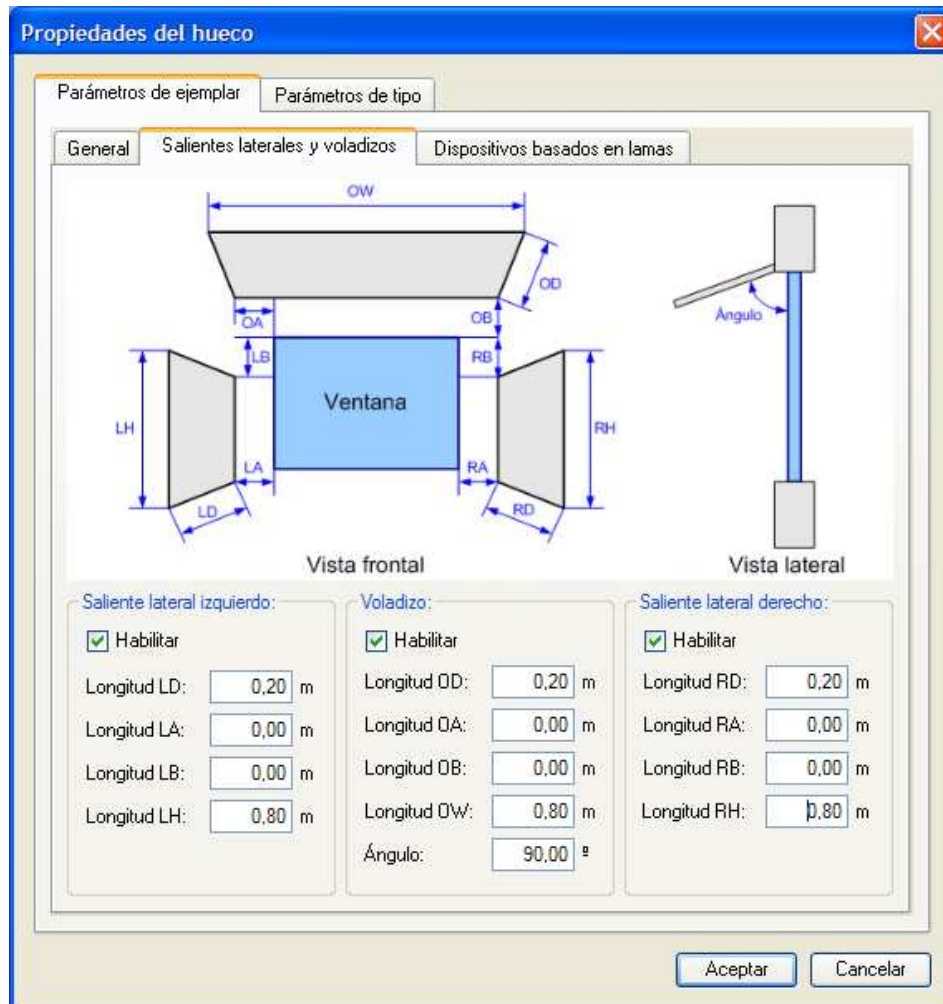 Propiedades del hueco
Parámetros de ejemplar
Parámetros de tipo
General
Salientes laterales y voladizos
Dispositivos basados en lamas
OW
OD
OA
OB
LB
RB
Ángulo
Ventana
LH
RH
LA
RA
LD
RD
Vista frontal
Vista lateral
Saliente lateral izquierdo:
Habilitar
Longitud LD: 0,20 m
Longitud LA: 0,00 m
Longitud LB: 0,00 m
Longitud LH: 0,80 m
Voladizo:
Habilitar
Longitud OD: 0,20 m
Longitud OA: 0,00 m
Longitud OB: 0,00 m
Longitud OW: 0,80 m
Ángulo: 90,00 º
Saliente lateral derecho:
Habilitar
Longitud RD: 0,20 m
Longitud RA: 0,00 m
Longitud RB: 0,00 m
Longitud RH: 0,80 m
Aceptar
Cancelar